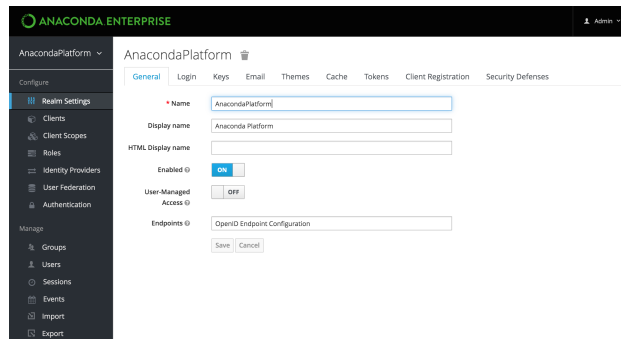 ANACONDA. ENTERPRISE
Admin
AnacondaPlatform
Configure
Realm Settings
Clients
Client Scopes
Roles
Identity Providers
User Federation
Authentication
Manage
Groups
Users
Sessions
Events
Import
Export
AnacondaPlatform
General Login Keys Email Themes Cache Tokens Client Registration Security Defenses
* Name AnacondaPlatform
Display name Anaconda Platform
HTML Display name
Enabled ON
User-Managed
Access OFF
Endpoints OpenID Endpoint Configuration
Save Cancel